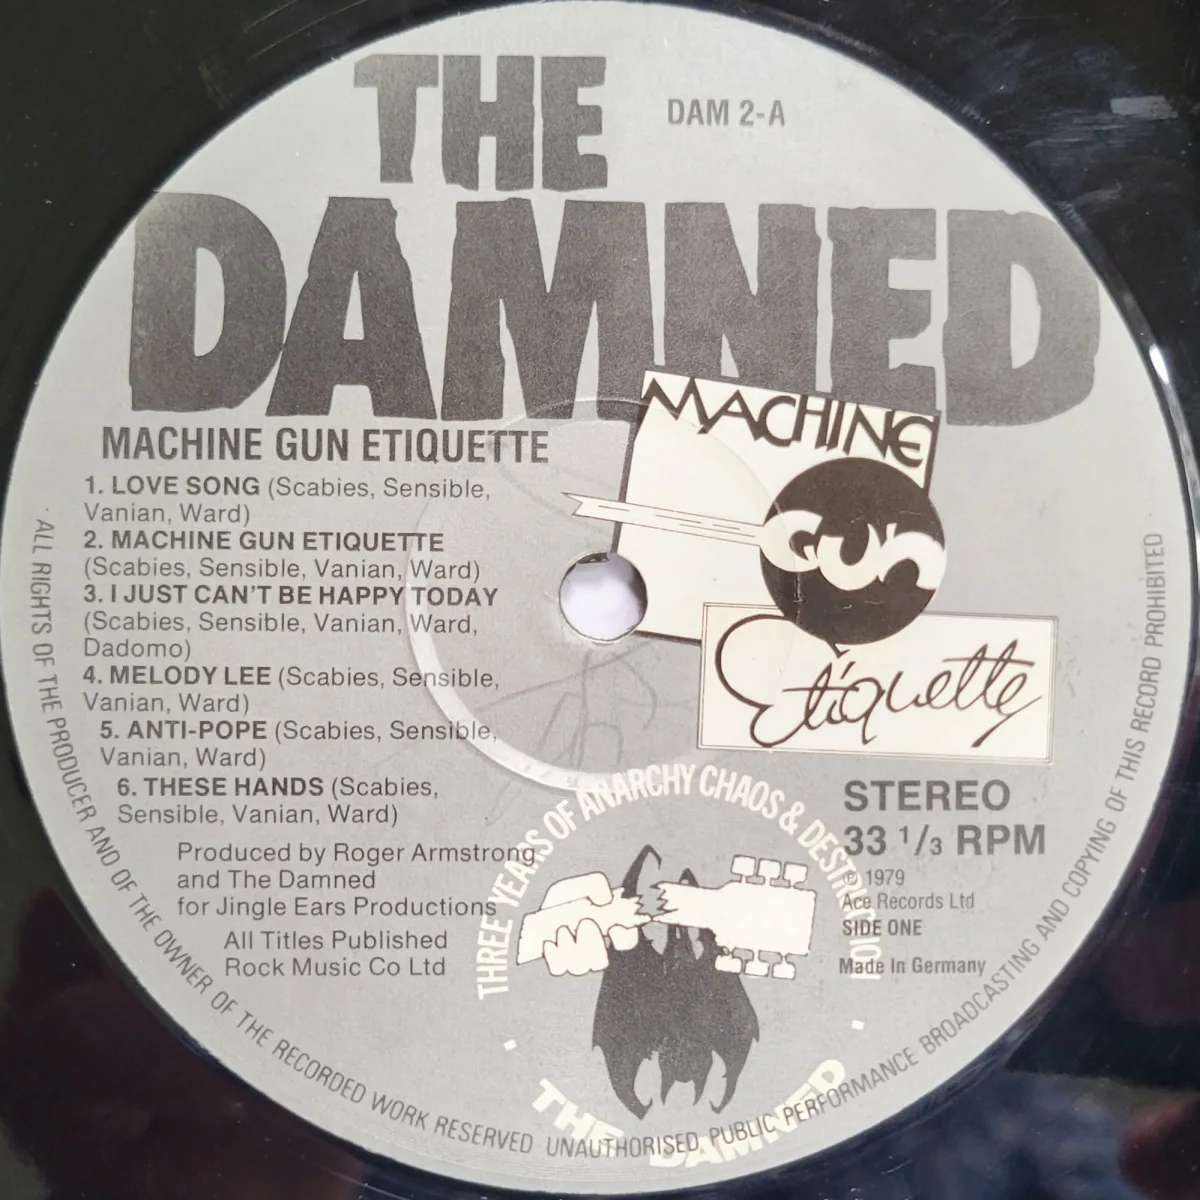 THE
DAMNED
DAM 2-A
MACHINE GUN ETIQUETTE
1. LOVE SONG (Scabies, Sensible,
Vanian, Ward)
2. MACHINE GUN ETIQUETTE
(Scabies, Sensible, Vanian, Ward)
3. I JUST CAN'T BE HAPPY TODAY
(Scabies, Sensible, Vanian, Ward,
Dadomo)
4. MELODY LEE (Scabies, Sensible,
Vanian, Ward)
5. ANTI-POPE (Scabies, Sensible,
Vanian, Ward)
6. THESE HANDS (Scabies,
Sensible, Vanian, Ward)
Produced by Roger Armstrong
and The Damned
for Jingle Ears Productions
All Titles Published
Rock Music Co Ltd
MACHINE
GUN
Etiquette
STEREO
33 1/3 RPM
℗ 1979
Ace Records Ltd
SIDE ONE
Made In Germany
THREE YEARS OF ANARCHY CHAOS & DESTRUCTION
· THE DAMNED ·
· ALL RIGHTS OF THE PRODUCER AND OF THE OWNER OF THE RECORDED WORK RESERVED UNAUTHORISED PUBLIC PERFORMANCE BROADCASTING AND COPYING OF THIS RECORD PROHIBITED